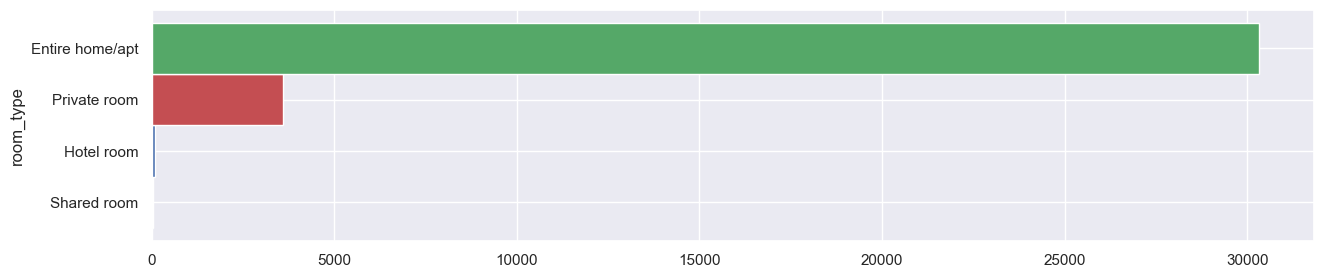 room_type
Entire home/apt
Private room
Hotel room
Shared room
0 5000 10000 15000 20000 25000 30000